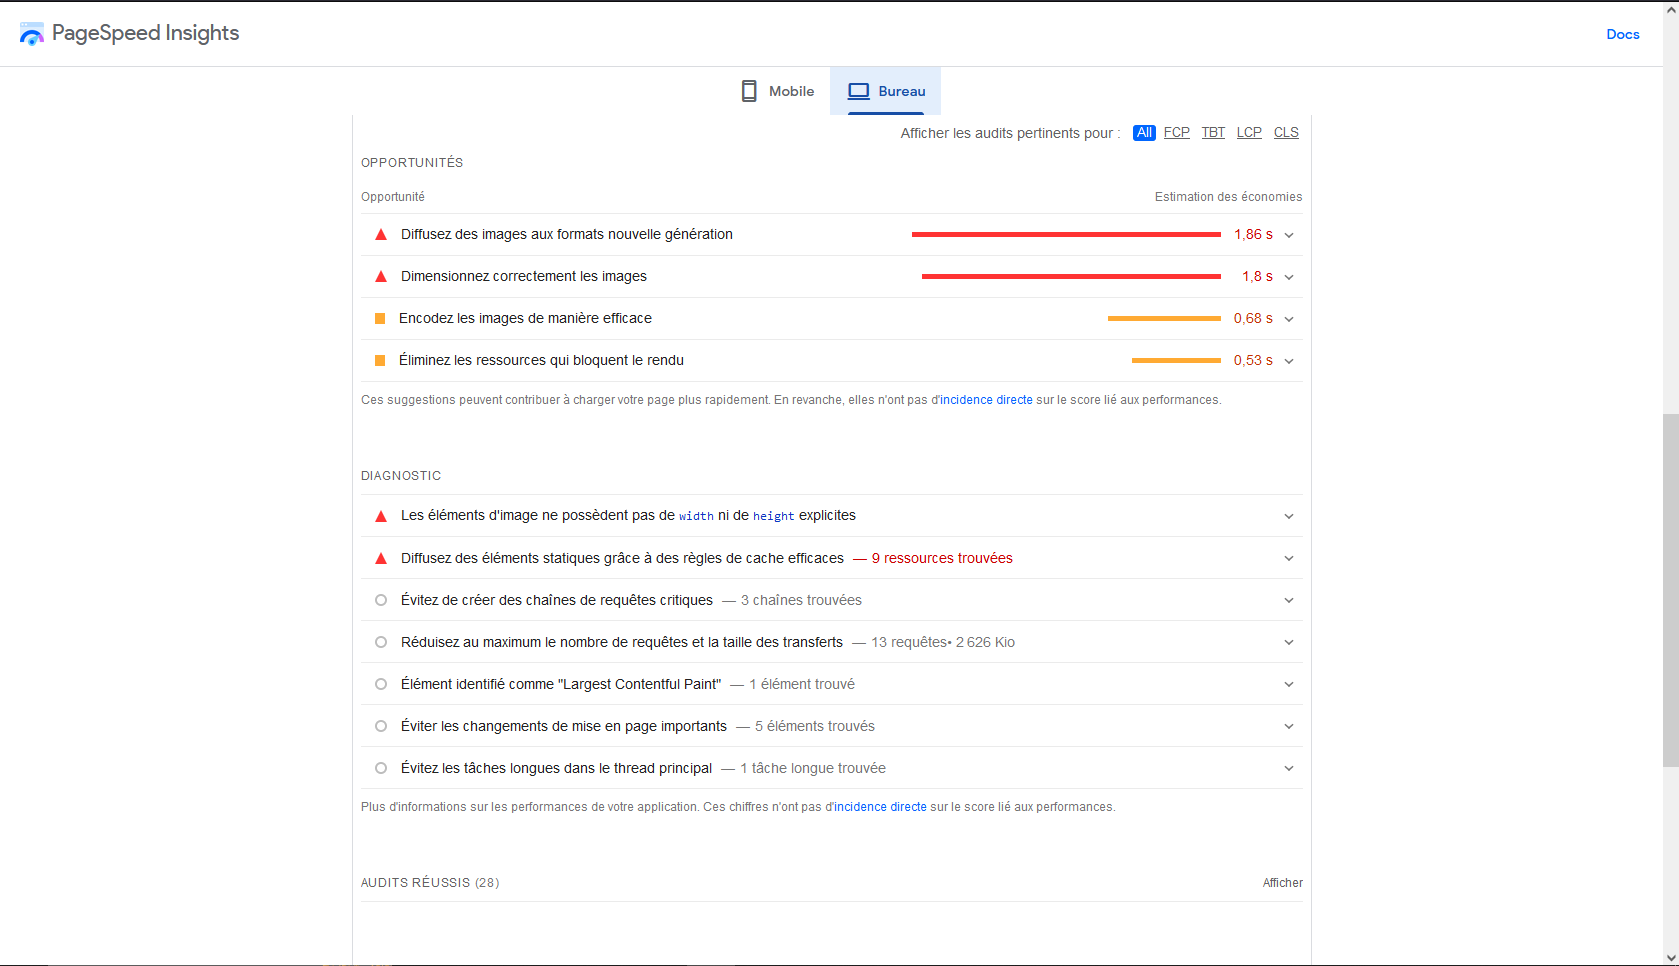 PageSpeed Insights
Docs
Mobile
Bureau
Afficher les audits pertinents pour : All FCP TBT LCP CLS
OPPORTUNITÉS
Opportunité Estimation des économies
Diffusez des images aux formats nouvelle génération 1,86 s
Dimensionnez correctement les images 1,8 s
Encodez les images de manière efficace 0,68 s
Éliminez les ressources qui bloquent le rendu 0,53 s
Ces suggestions peuvent contribuer à charger votre page plus rapidement. En revanche, elles n'ont pas d'incidence directe sur le score lié aux performances.
DIAGNOSTIC
Les éléments d'image ne possèdent pas de width ni de height explicites
Diffusez des éléments statiques grâce à des règles de cache efficaces — 9 ressources trouvées
Évitez de créer des chaînes de requêtes critiques — 3 chaînes trouvées
Réduisez au maximum le nombre de requêtes et la taille des transferts — 13 requêtes• 2 626 Kio
Élément identifié comme "Largest Contentful Paint" — 1 élément trouvé
Éviter les changements de mise en page importants — 5 éléments trouvés
Évitez les tâches longues dans le thread principal — 1 tâche longue trouvée
Plus d'informations sur les performances de votre application. Ces chiffres n'ont pas d'incidence directe sur le score lié aux performances.
AUDITS RÉUSSIS (28) Afficher